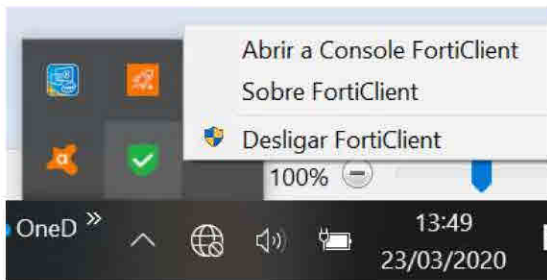 Abrir a Console FortiClient
Sobre FortiClient
Desligar FortiClient
100%
OneD »
13:49
23/03/2020